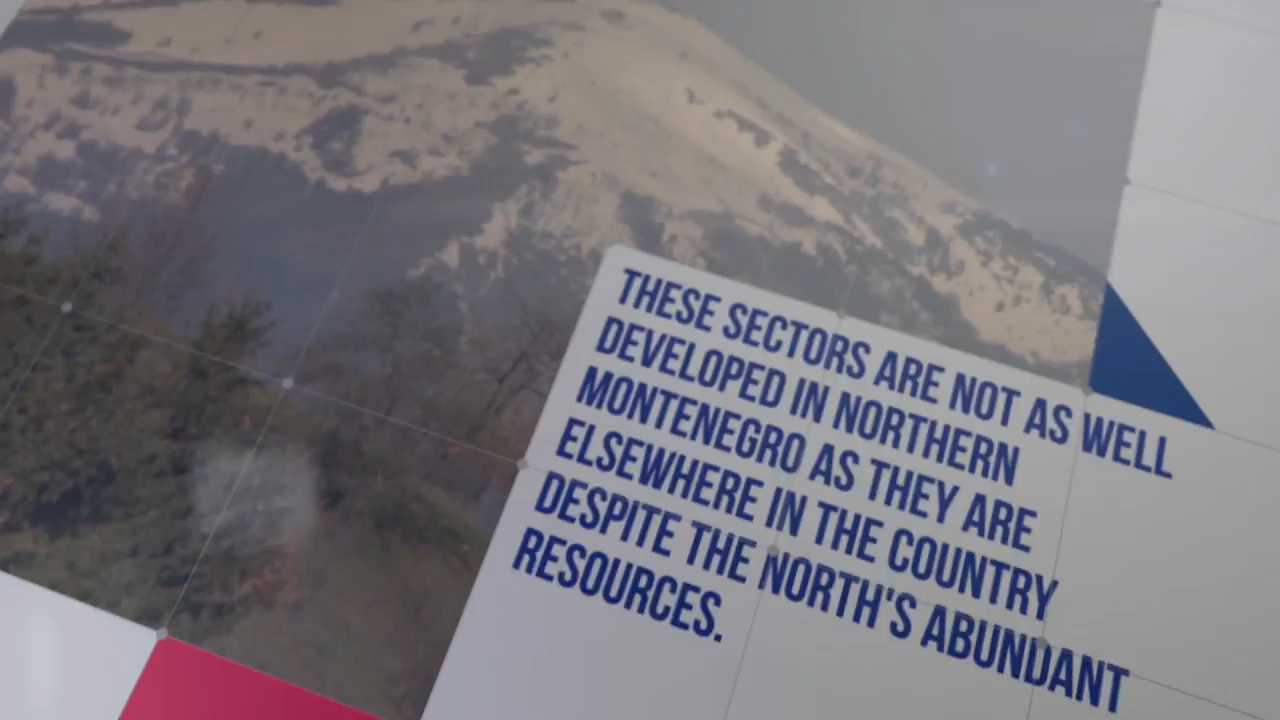 THESE SECTORS ARE NOT AS WELL
DEVELOPED IN NORTHERN
MONTENEGRO AS THEY ARE
ELSEWHERE IN THE COUNTRY
DESPITE THE NORTH'S ABUNDANT
RESOURCES.